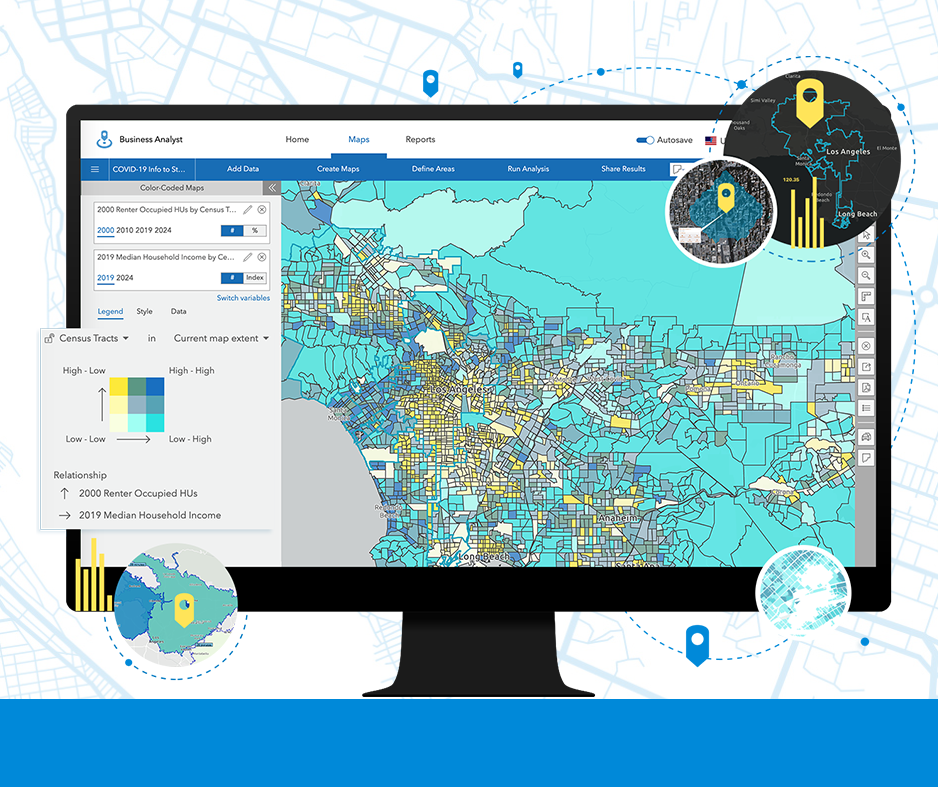 Business Analyst
Home
Maps
Reports
Autosave
COVID-19 Info to St...
Add Data
Create Maps
Define Areas
Run Analysis
Share Results
Color-Coded Maps
2000 Renter Occupied HUs by Census T...
2000 2010 2019 2024
# %
2019 Median Household Income by Ce...
2019 2024
# Index
Switch variables
Legend
Style
Data
Census Tracts
in
Current map extent
High - Low
High - High
Low - Low
Low - High
Relationship
2000 Renter Occupied HUs
2019 Median Household Income
Los Angeles
Ontario
Anaheim
Long Beach
Clarita
Simi Valley
Los Angeles
El Monte
120.35
Long Beach